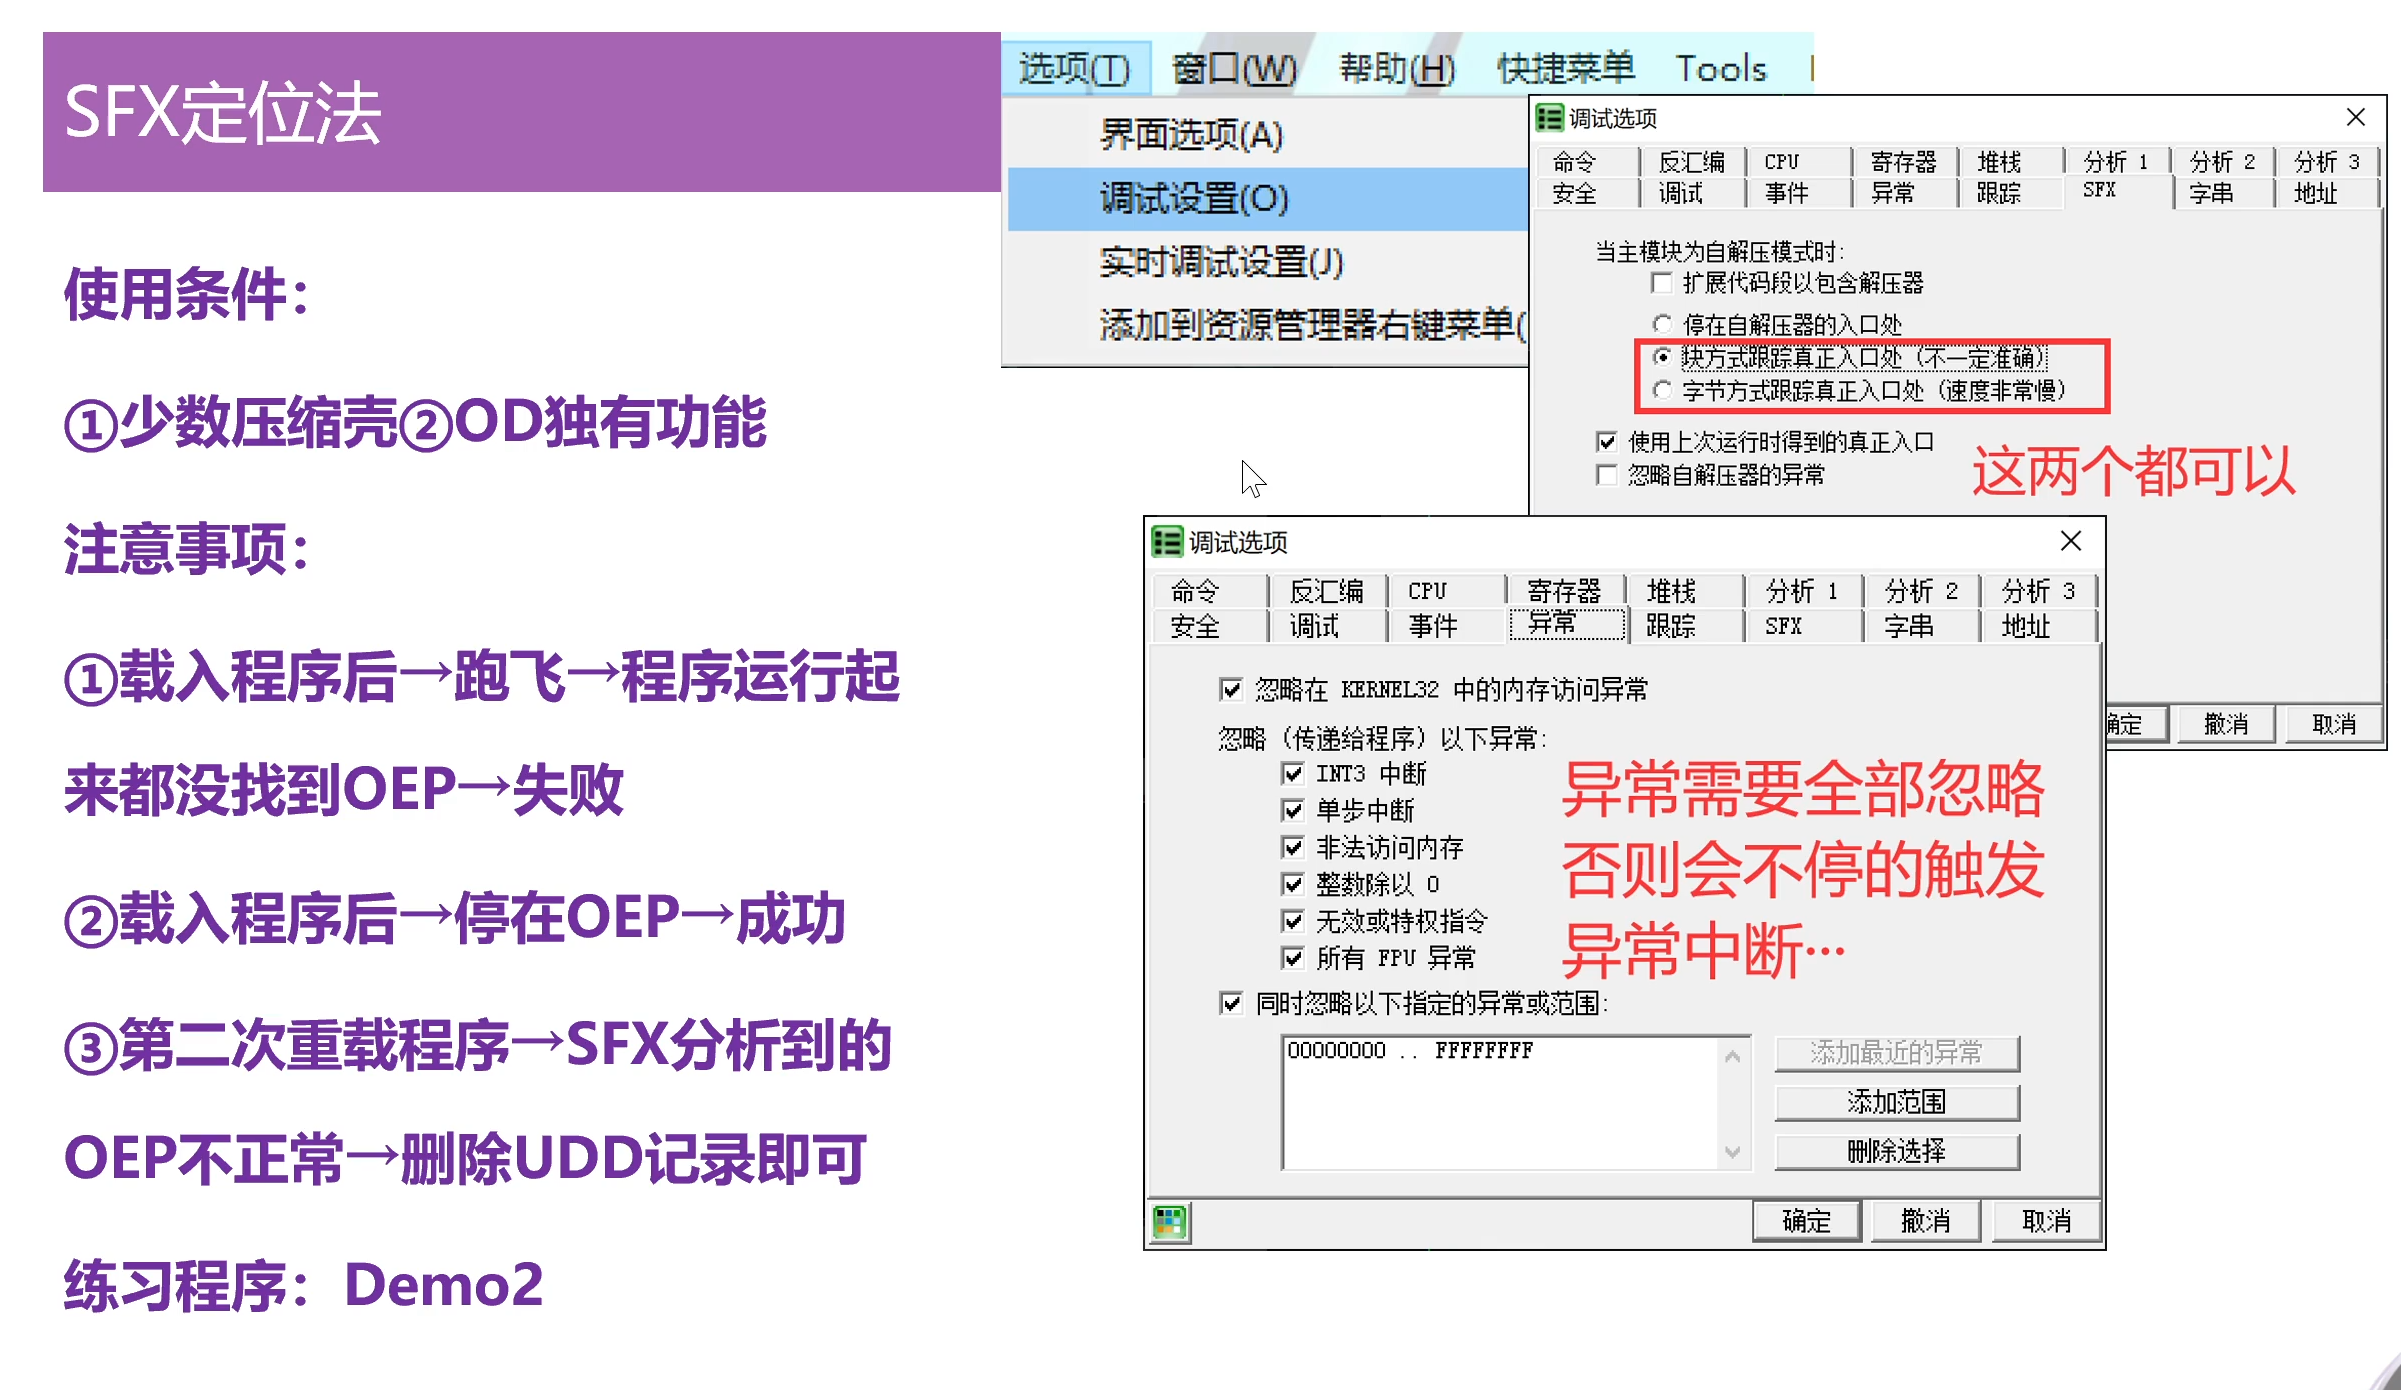 SFX定位法
使用条件：
①少数压缩壳②OD独有功能
注意事项：
①载入程序后→跑飞→程序运行起
来都没找到OEP→失败
②载入程序后→停在OEP→成功
③第二次重载程序→SFX分析到的
OEP不正常→删除UDD记录即可
练习程序：Demo2
选项(T) 窗口(W) 帮助(H) 快捷菜单 Tools
界面选项(A)
调试设置(O)
实时调试设置(J)
添加到资源管理器右键菜单(
调试选项
命令 反汇编 CPU 寄存器 堆栈 分析 1 分析 2 分析 3
安全 调试 事件 异常 跟踪 SFX 字串 地址
当主模块为自解压模式时:
扩展代码段以包含解压器
停在自解压器的入口处
块方式跟踪真正入口处（不一定准确）
字节方式跟踪真正入口处（速度非常慢）
使用上次运行时得到的真正入口
忽略自解压器的异常
这两个都可以
确定 撤消 取消
调试选项
命令 反汇编 CPU 寄存器 堆栈 分析 1 分析 2 分析 3
安全 调试 事件 异常 跟踪 SFX 字串 地址
忽略在 KERNEL32 中的内存访问异常
忽略（传递给程序）以下异常:
INT3 中断
单步中断
非法访问内存
整数除以 0
无效或特权指令
所有 FPU 异常
异常需要全部忽略
否则会不停的触发
异常中断…
同时忽略以下指定的异常或范围:
00000000 .. FFFFFFFF
添加最近的异常
添加范围
删除选择
确定 撤消 取消